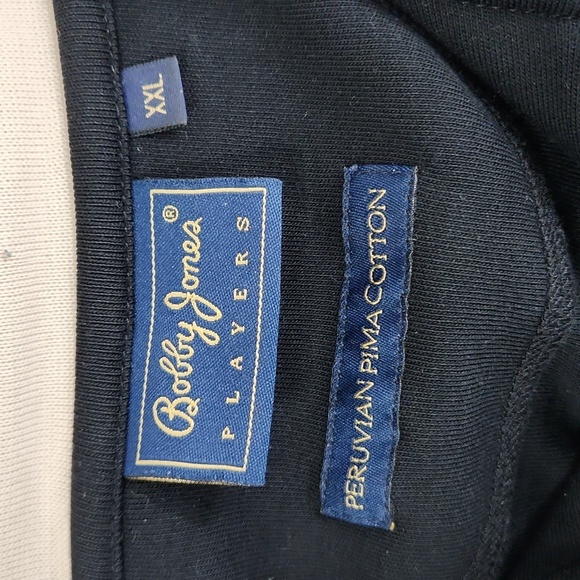 XXL
Bobby Jones®
PLAYERS
PERUVIAN PIMA COTTON